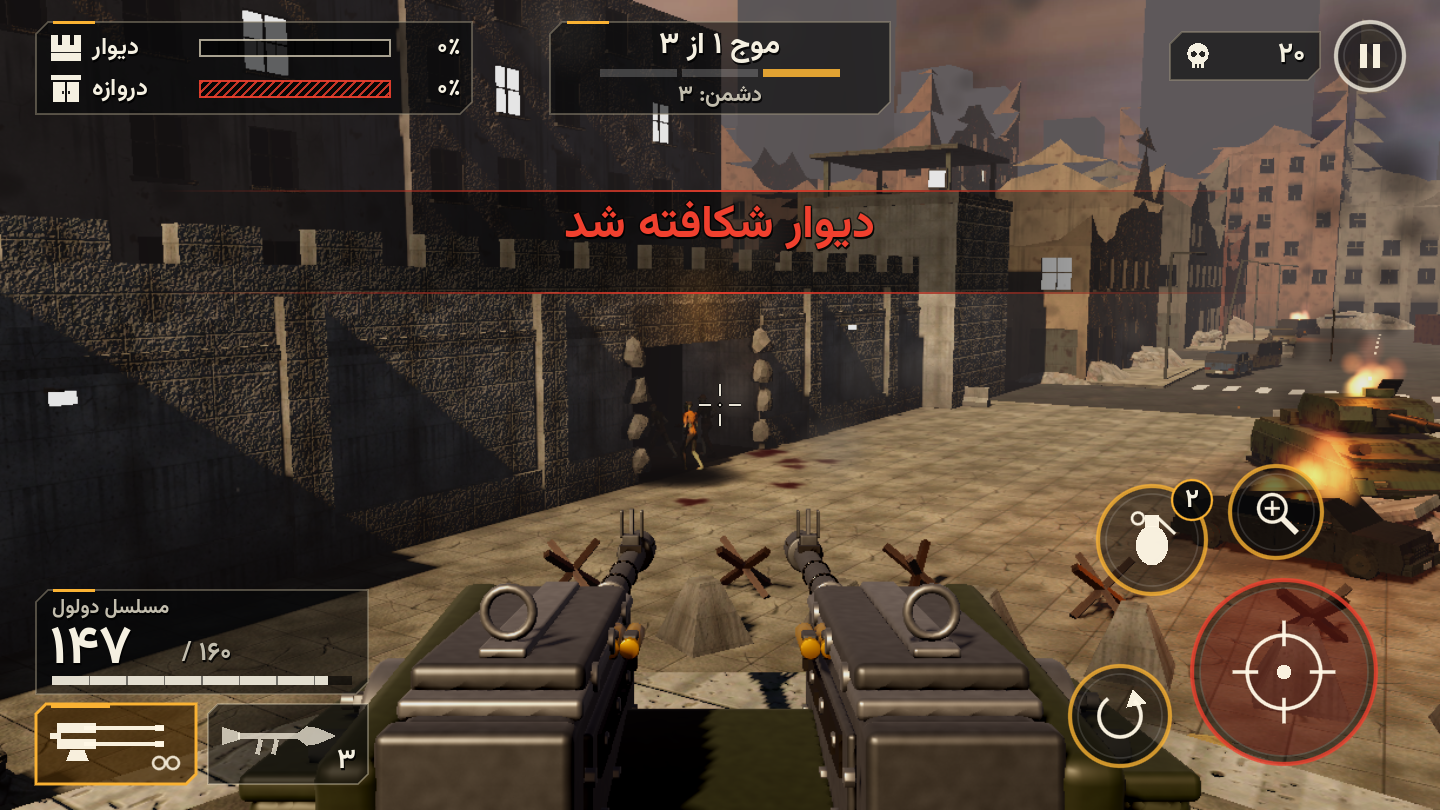 دیوار ۰٪
دروازه ۰٪
موج ۱ از ۳
دشمن: ۳
۲۰
دیوار شکافته شد
۲
مسلسل دولول
۱۴۷ / ۱۶۰
∞
۳